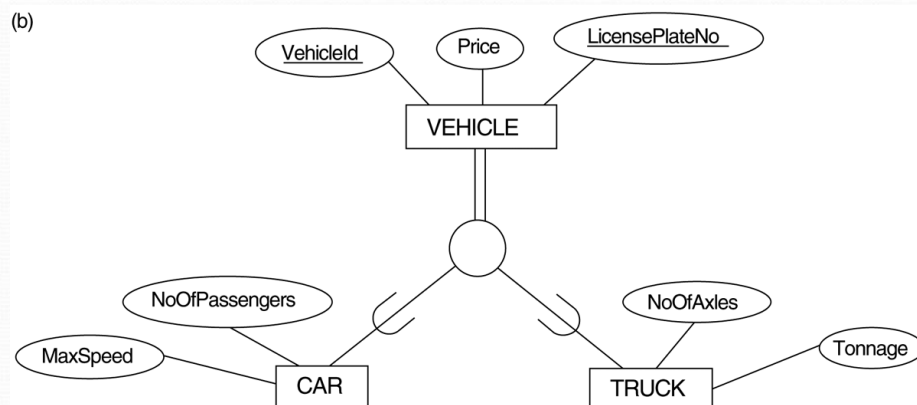 (b)
VehicleId
Price
LicensePlateNo
VEHICLE
NoOfPassengers
NoOfAxles
MaxSpeed
Tonnage
CAR
TRUCK